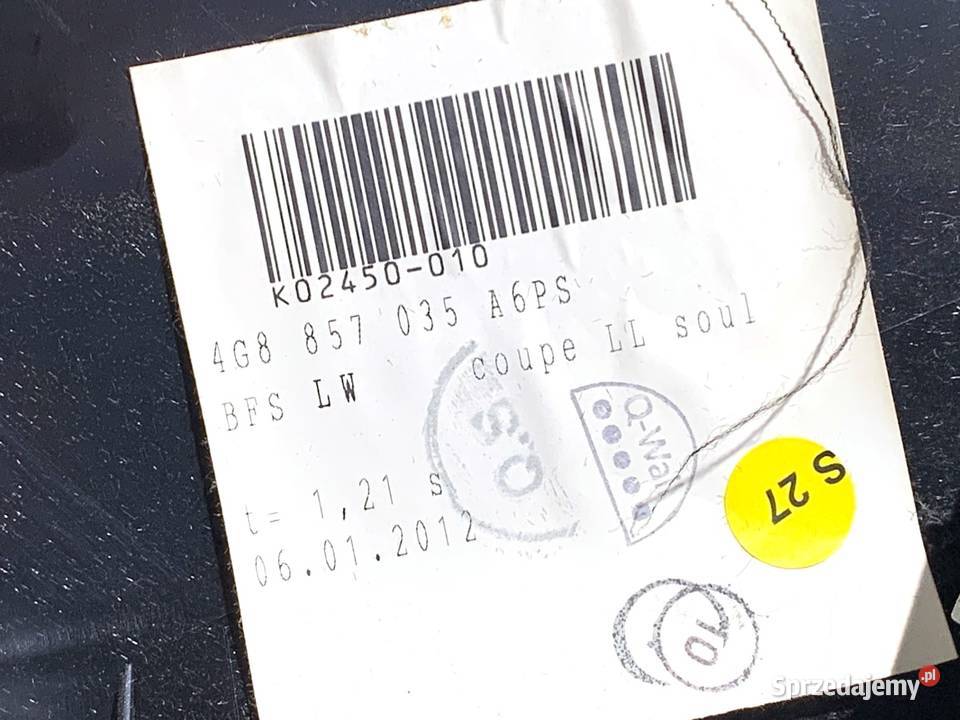 K02450-010
4G8 857 035 A6PS
BFS LW coupe LL soul
t= 1,21 s
06.01.2012
Q-Wal
S 27
10
Sprzedajemy.pl